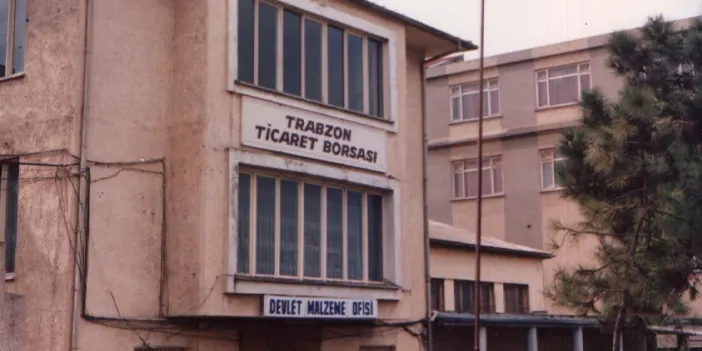 TRABZON
TİCARET BORSASI
DEVLET MALZEME OFİSİ